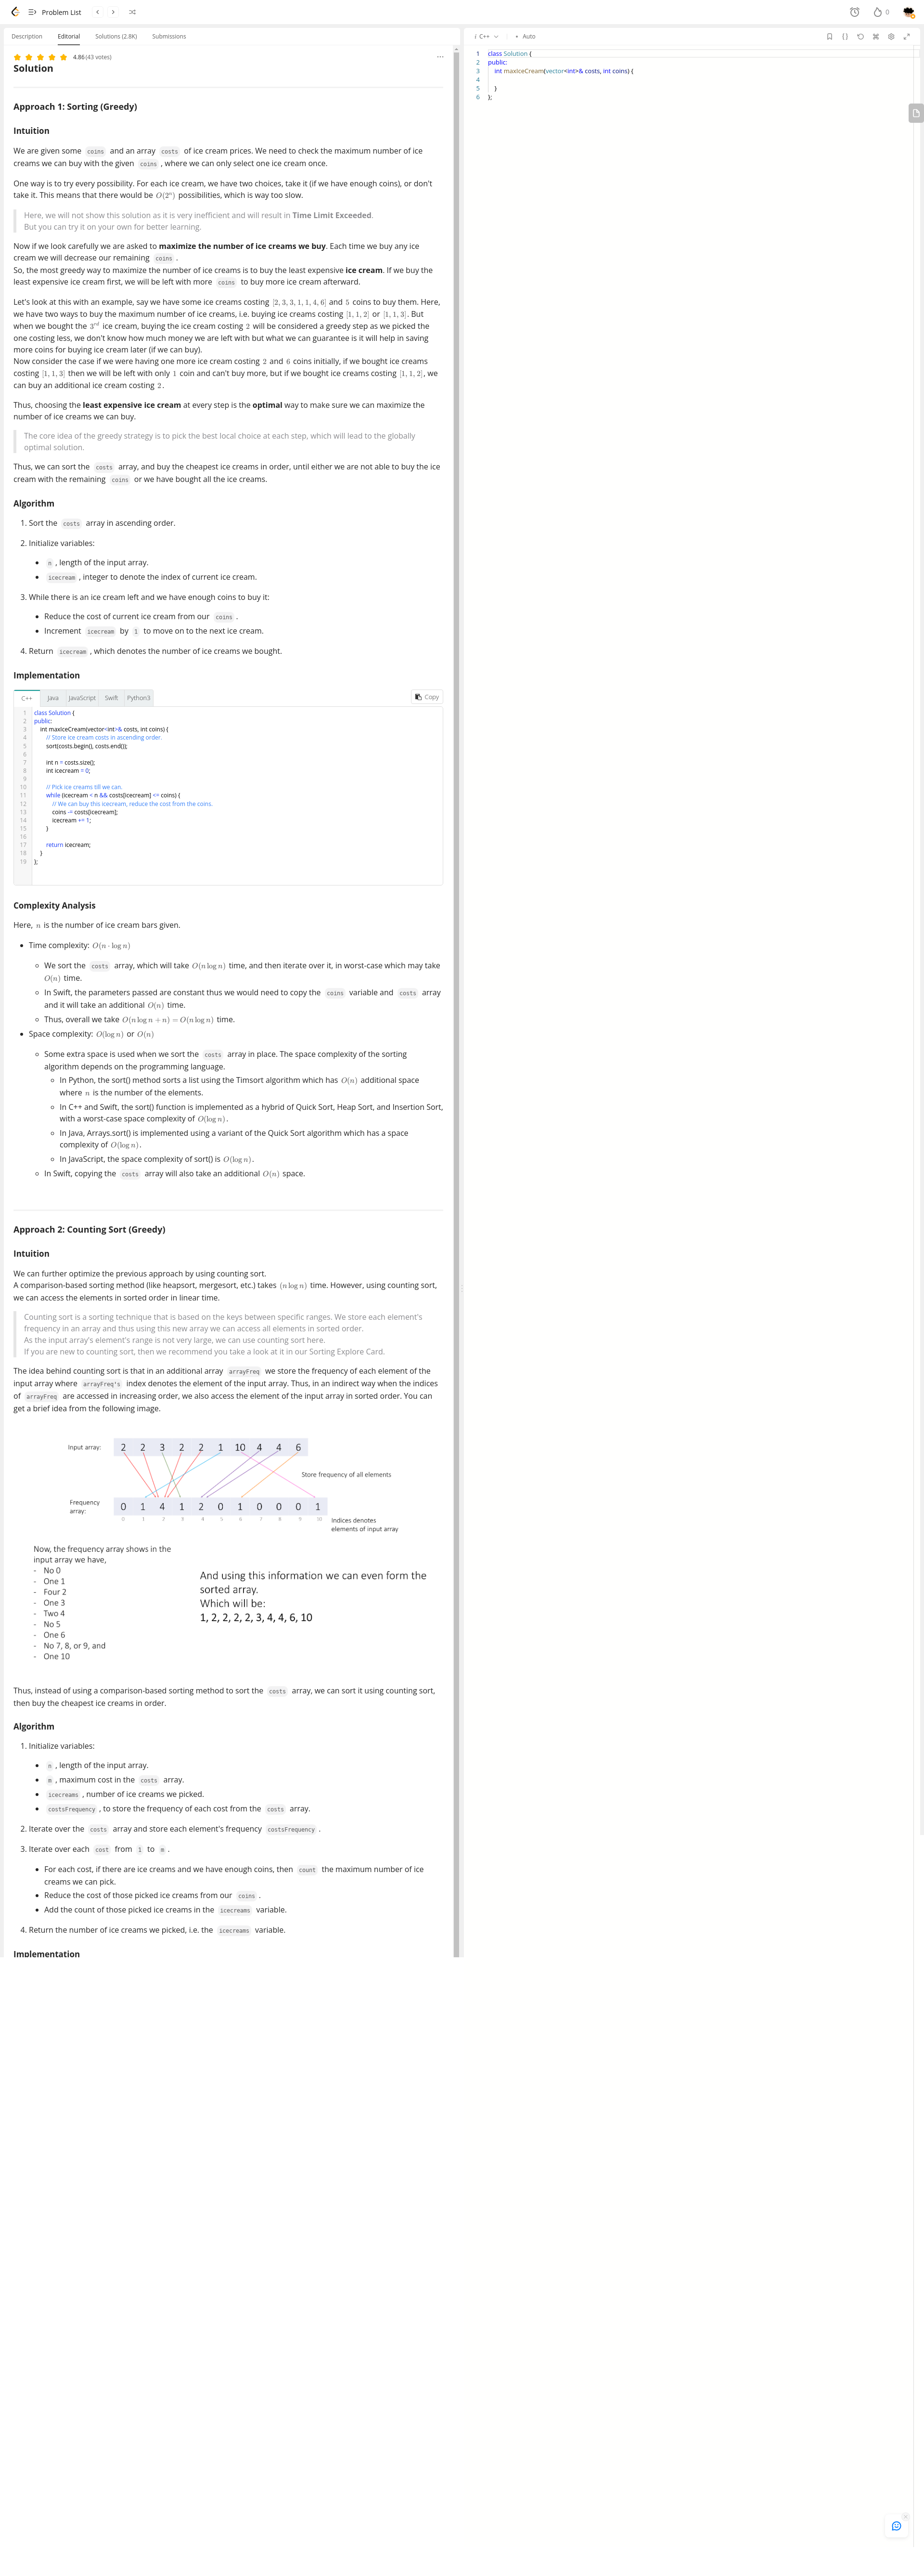 Problem List
0
Description Editorial Solutions (2.8K) Submissions
4.86 (43 votes)
Solution
Approach 1: Sorting (Greedy)
Intuition
We are given some coins and an array costs of ice cream prices. We need to check the maximum number of ice
creams we can buy with the given coins , where we can only select one ice cream once.
One way is to try every possibility. For each ice cream, we have two choices, take it (if we have enough coins), or don't
take it. This means that there would be O(2ⁿ) possibilities, which is way too slow.
Here, we will not show this solution as it is very inefficient and will result in Time Limit Exceeded.
But you can try it on your own for better learning.
Now if we look carefully we are asked to maximize the number of ice creams we buy. Each time we buy any ice
cream we will decrease our remaining coins .
So, the most greedy way to maximize the number of ice creams is to buy the least expensive ice cream. If we buy the
least expensive ice cream first, we will be left with more coins to buy more ice cream afterward.
Let's look at this with an example, say we have some ice creams costing [2, 3, 3, 1, 1, 4, 6] and 5 coins to buy them. Here,
we have two ways to buy the maximum number of ice creams, i.e. buying ice creams costing [1, 1, 2] or [1, 1, 3]. But
when we bought the 3ʳᵈ ice cream, buying the ice cream costing 2 will be considered a greedy step as we picked the
one costing less, we don't know how much money we are left with but what we can guarantee is it will help in saving
more coins for buying ice cream later (if we can buy).
Now consider the case if we were having one more ice cream costing 2 and 6 coins initially, if we bought ice creams
costing [1, 1, 3] then we will be left with only 1 coin and can't buy more, but if we bought ice creams costing [1, 1, 2], we
can buy an additional ice cream costing 2.
Thus, choosing the least expensive ice cream at every step is the optimal way to make sure we can maximize the
number of ice creams we can buy.
The core idea of the greedy strategy is to pick the best local choice at each step, which will lead to the globally
optimal solution.
Thus, we can sort the costs array, and buy the cheapest ice creams in order, until either we are not able to buy the ice
cream with the remaining coins or we have bought all the ice creams.
Algorithm
1. Sort the costs array in ascending order.
2. Initialize variables:
• n , length of the input array.
• icecream , integer to denote the index of current ice cream.
3. While there is an ice cream left and we have enough coins to buy it:
• Reduce the cost of current ice cream from our coins .
• Increment icecream by 1 to move on to the next ice cream.
4. Return icecream , which denotes the number of ice creams we bought.
Implementation
C++ Java JavaScript Swift Python3 Copy
1 class Solution {
2 public:
3 int maxIceCream(vector<int>& costs, int coins) {
4 // Store ice cream costs in ascending order.
5 sort(costs.begin(), costs.end());
6
7 int n = costs.size();
8 int icecream = 0;
9
10 // Pick ice creams till we can.
11 while (icecream < n && costs[icecream] <= coins) {
12 // We can buy this icecream, reduce the cost from the coins.
13 coins -= costs[icecream];
14 icecream += 1;
15 }
16
17 return icecream;
18 }
19 };
Complexity Analysis
Here, n is the number of ice cream bars given.
• Time complexity: O(n · log n)
◦ We sort the costs array, which will take O(n log n) time, and then iterate over it, in worst-case which may take
O(n) time.
◦ In Swift, the parameters passed are constant thus we would need to copy the coins variable and costs array
and it will take an additional O(n) time.
◦ Thus, overall we take O(n log n + n) = O(n log n) time.
• Space complexity: O(log n) or O(n)
◦ Some extra space is used when we sort the costs array in place. The space complexity of the sorting
algorithm depends on the programming language.
◦ In Python, the sort() method sorts a list using the Timsort algorithm which has O(n) additional space
where n is the number of the elements.
◦ In C++ and Swift, the sort() function is implemented as a hybrid of Quick Sort, Heap Sort, and Insertion Sort,
with a worst-case space complexity of O(log n).
◦ In Java, Arrays.sort() is implemented using a variant of the Quick Sort algorithm which has a space
complexity of O(log n).
◦ In JavaScript, the space complexity of sort() is O(log n).
◦ In Swift, copying the costs array will also take an additional O(n) space.
Approach 2: Counting Sort (Greedy)
Intuition
We can further optimize the previous approach by using counting sort.
A comparison-based sorting method (like heapsort, mergesort, etc.) takes (n log n) time. However, using counting sort,
we can access the elements in sorted order in linear time.
Counting sort is a sorting technique that is based on the keys between specific ranges. We store each element's
frequency in an array and thus using this new array we can access all elements in sorted order.
As the input array's element's range is not very large, we can use counting sort here.
If you are new to counting sort, then we recommend you take a look at it in our Sorting Explore Card.
The idea behind counting sort is that in an additional array arrayFreq we store the frequency of each element of the
input array where arrayFreq's index denotes the element of the input array. Thus, in an indirect way when the indices
of arrayFreq are accessed in increasing order, we also access the element of the input array in sorted order. You can
get a brief idea from the following image.
Input array: 2 2 3 2 2 1 10 4 4 6
Store frequency of all elements
Frequency
array:
0 1 4 1 2 0 1 0 0 0 1
0 1 2 3 4 5 6 7 8 9 10
Indices denotes
elements of input array
Now, the frequency array shows in the
input array we have,
- No 0
- One 1
- Four 2
- One 3
- Two 4
- No 5
- One 6
- No 7, 8, or 9, and
- One 10
And using this information we can even form the
sorted array.
Which will be:
1, 2, 2, 2, 2, 3, 4, 4, 6, 10
Thus, instead of using a comparison-based sorting method to sort the costs array, we can sort it using counting sort,
then buy the cheapest ice creams in order.
Algorithm
1. Initialize variables:
• n , length of the input array.
• m , maximum cost in the costs array.
• icecreams , number of ice creams we picked.
• costsFrequency , to store the frequency of each cost from the costs array.
2. Iterate over the costs array and store each element's frequency costsFrequency .
3. Iterate over each cost from 1 to m .
• For each cost, if there are ice creams and we have enough coins, then count the maximum number of ice
creams we can pick.
• Reduce the cost of those picked ice creams from our coins .
• Add the count of those picked ice creams in the icecreams variable.
4. Return the number of ice creams we picked, i.e. the icecreams variable.
Implementation
i C++ • Auto
1 class Solution {
2 public:
3 int maxIceCream(vector<int>& costs, int coins) {
4
5 }
6 };